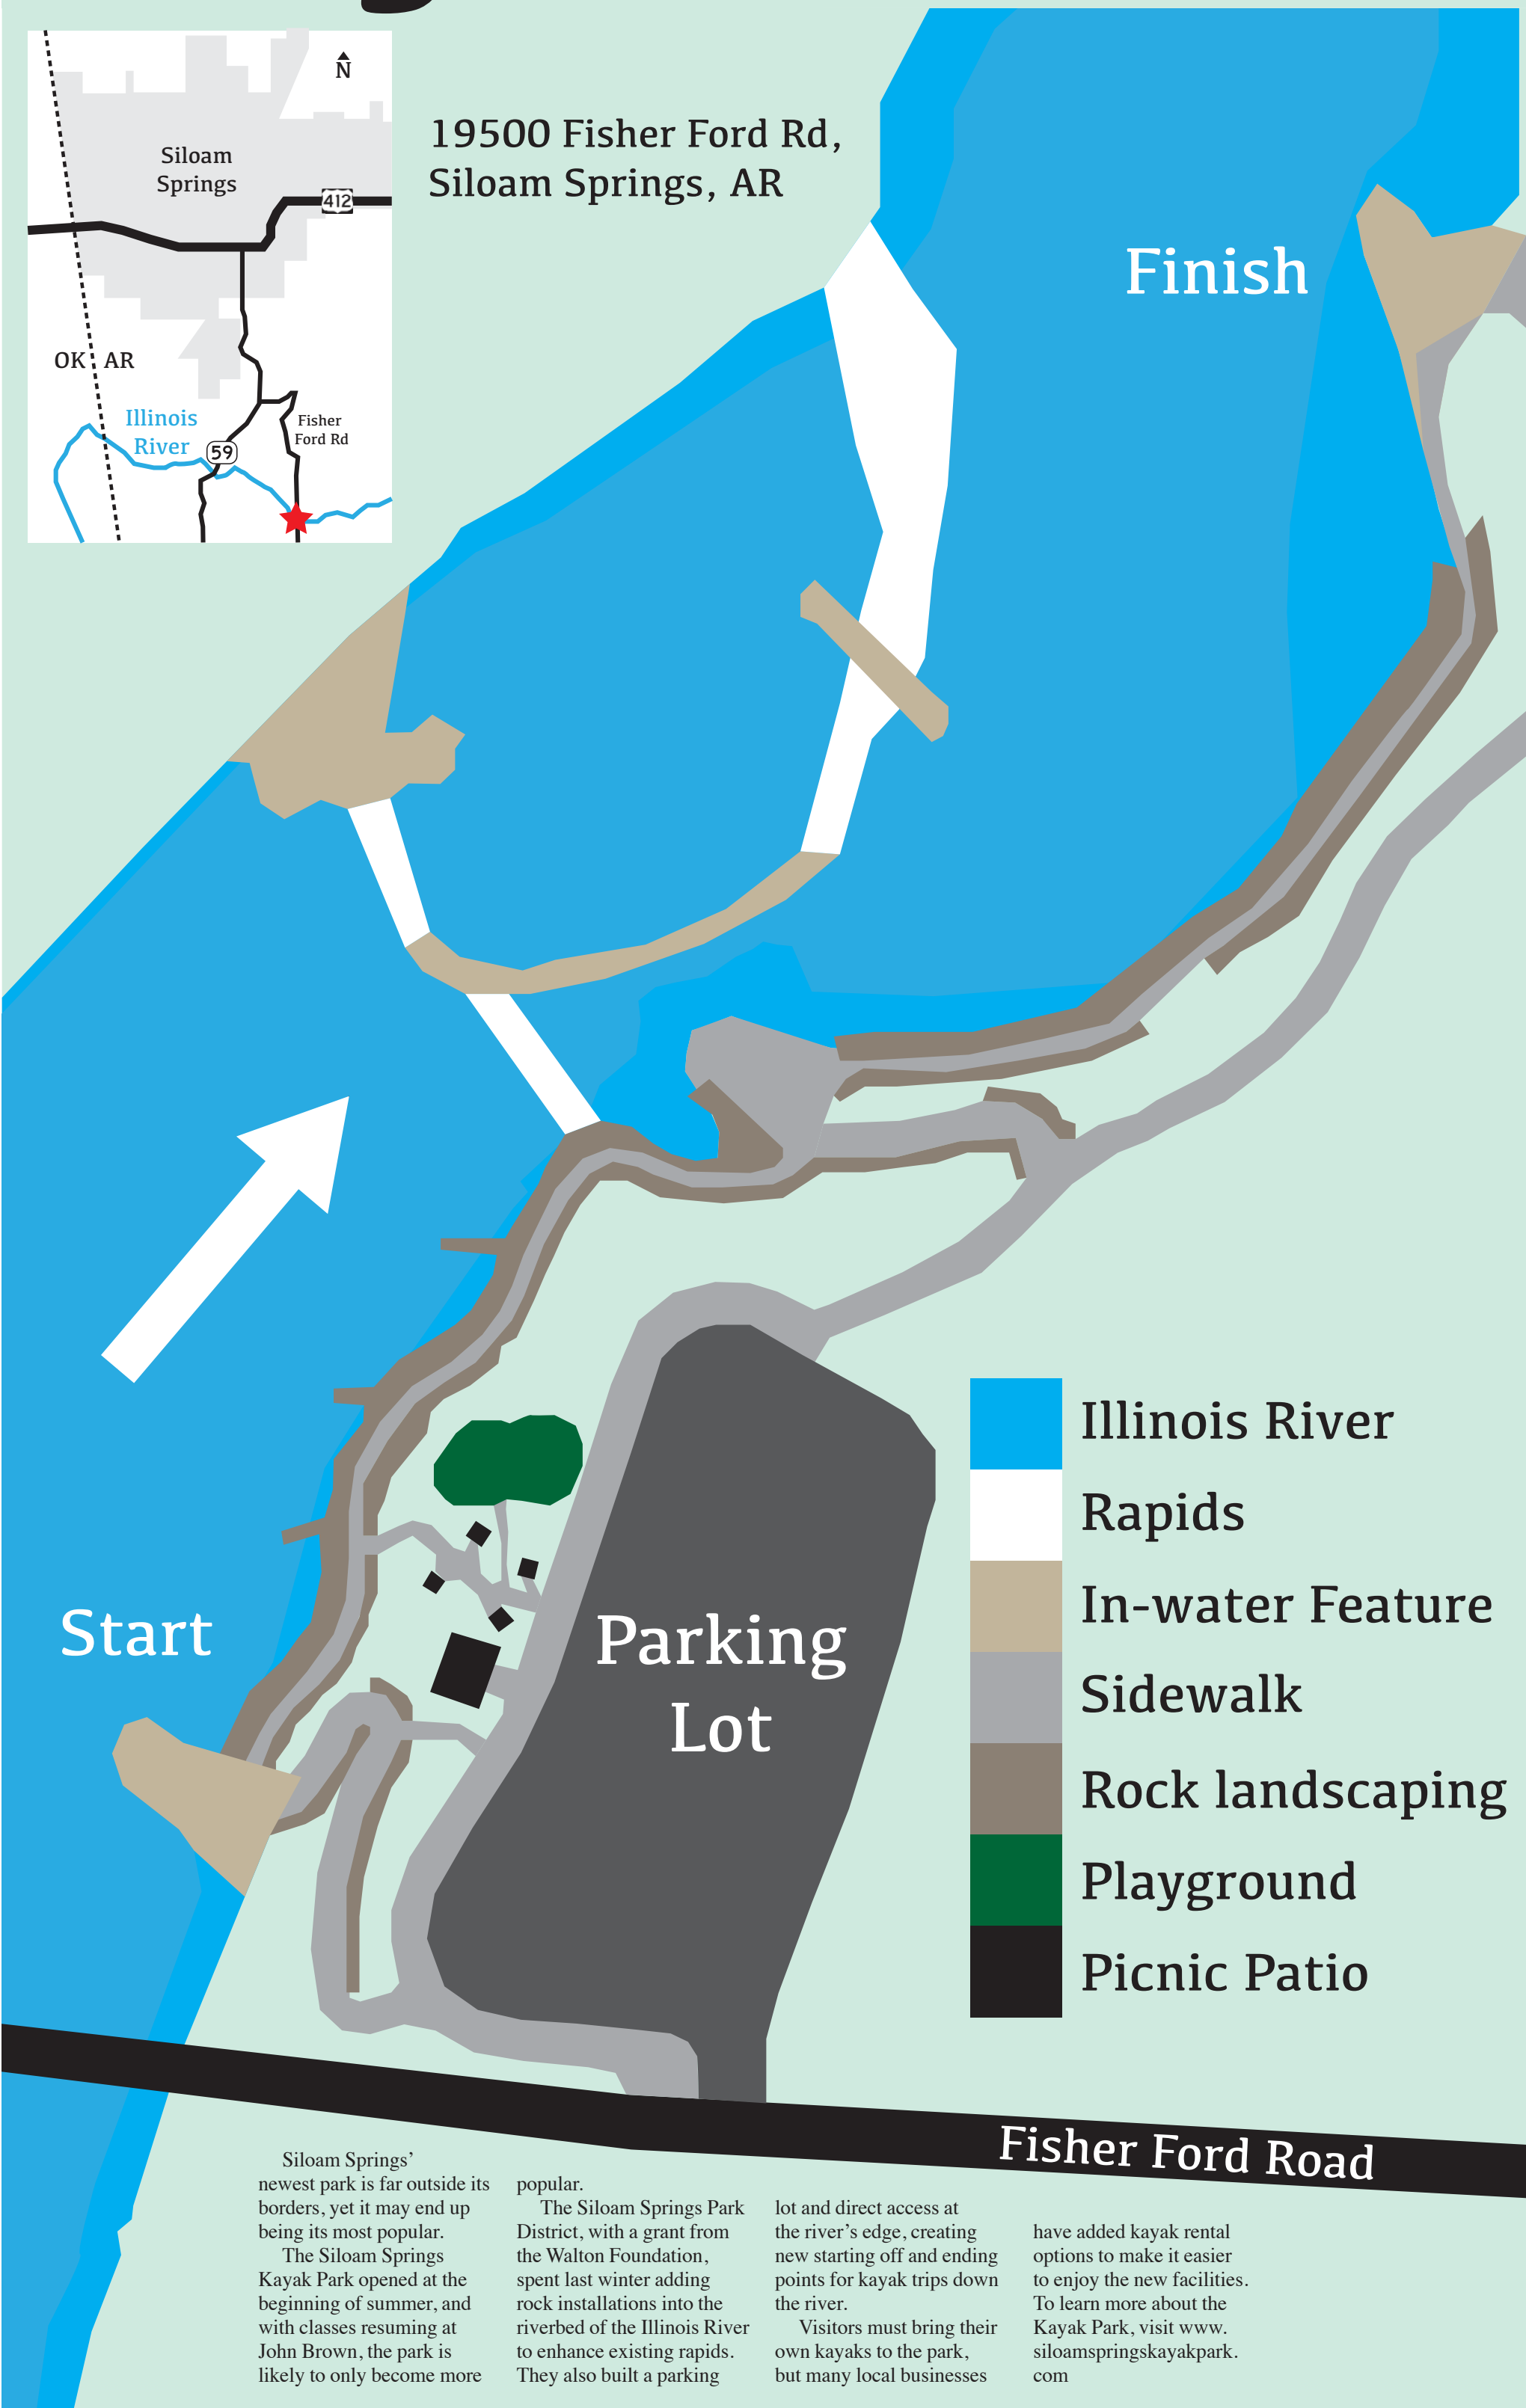 N
Siloam
Springs
412
OK AR
Illinois
River
59
Fisher
Ford Rd
19500 Fisher Ford Rd,
Siloam Springs, AR
Finish
Start
Parking
Lot
Illinois River
Rapids
In-water Feature
Sidewalk
Rock landscaping
Playground
Picnic Patio
Fisher Ford Road
Siloam Springs’
newest park is far outside its
borders, yet it may end up
being its most popular.
The Siloam Springs
Kayak Park opened at the
beginning of summer, and
with classes resuming at
John Brown, the park is
likely to only become more
popular.
The Siloam Springs Park
District, with a grant from
the Walton Foundation,
spent last winter adding
rock installations into the
riverbed of the Illinois River
to enhance existing rapids.
They also built a parking
lot and direct access at
the river’s edge, creating
new starting off and ending
points for kayak trips down
the river.
Visitors must bring their
own kayaks to the park,
but many local businesses
have added kayak rental
options to make it easier
to enjoy the new facilities.
To learn more about the
Kayak Park, visit www.
siloamspringskayakpark.
com